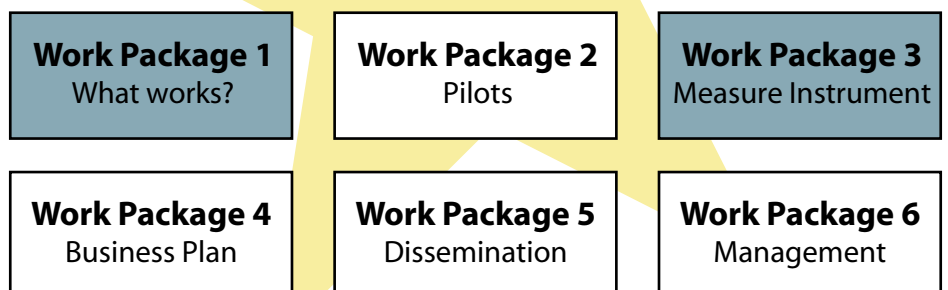 Work Package 1
What works?
Work Package 2
Pilots
Work Package 3
Measure Instrument
Work Package 4
Business Plan
Work Package 5
Dissemination
Work Package 6
Management